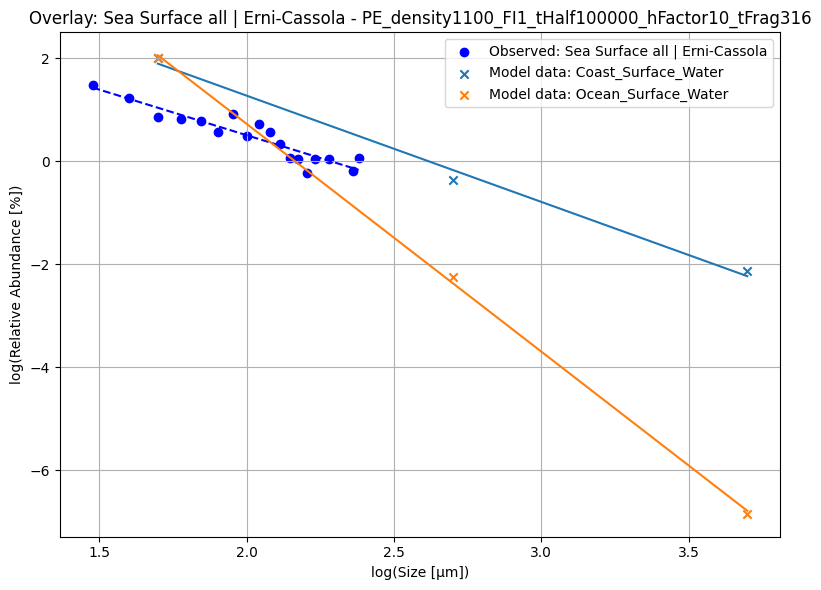 Overlay: Sea Surface all | Erni-Cassola - PE_density1100_FI1_tHalf100000_hFactor10_tFrag316
Observed: Sea Surface all | Erni-Cassola
Model data: Coast_Surface_Water
Model data: Ocean_Surface_Water
log(Relative Abundance [%])
2
0
−2
−4
−6
1.5
2.0
2.5
3.0
3.5
log(Size [µm])